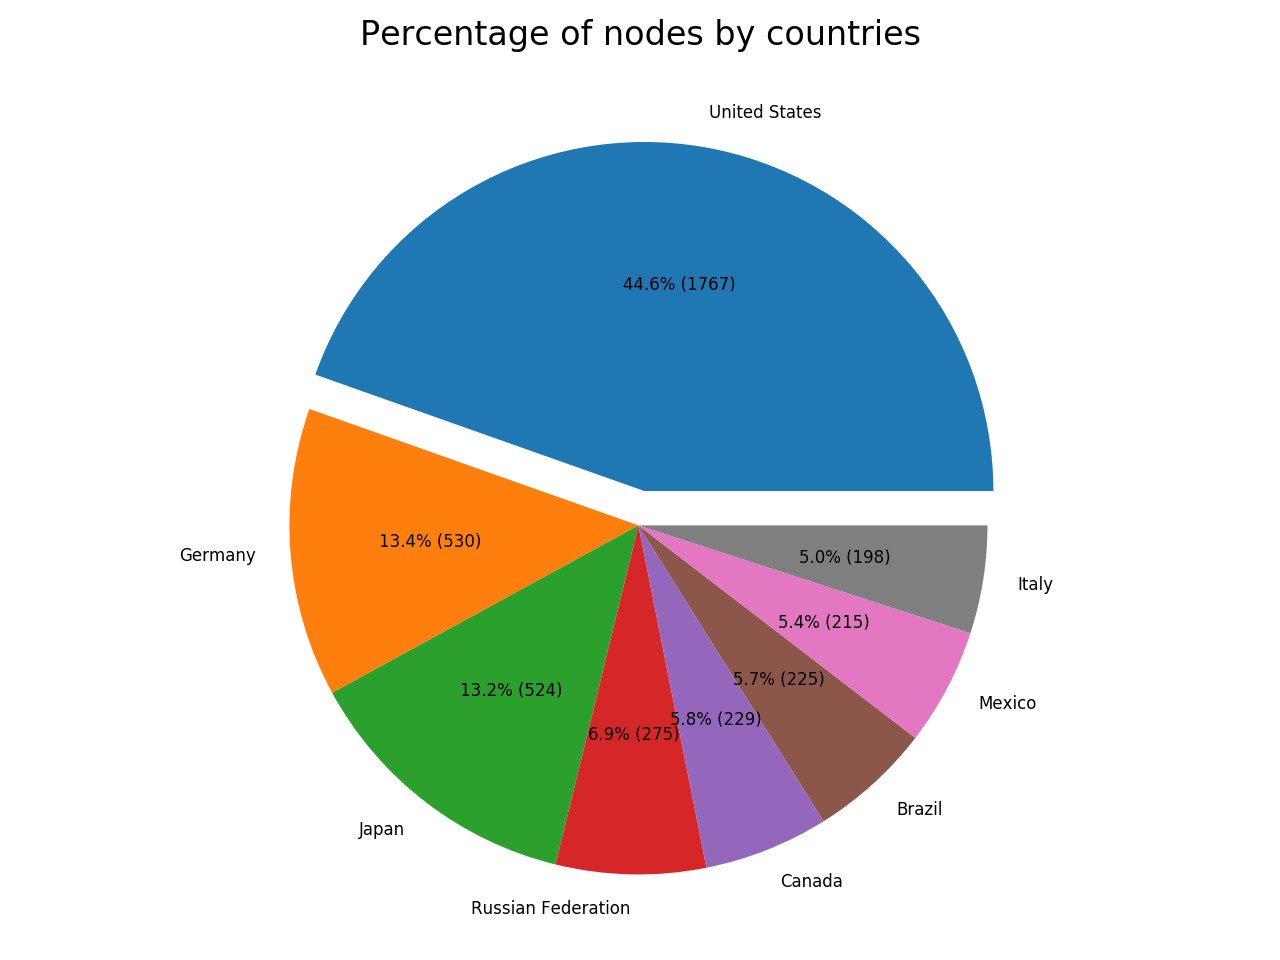 Percentage of nodes by countries
United States
44.6% (1767)
Germany
13.4% (530)
Japan
13.2% (524)
Russian Federation
6.9% (275)
Canada
5.8% (229)
Brazil
5.7% (225)
Mexico
5.4% (215)
Italy
5.0% (198)